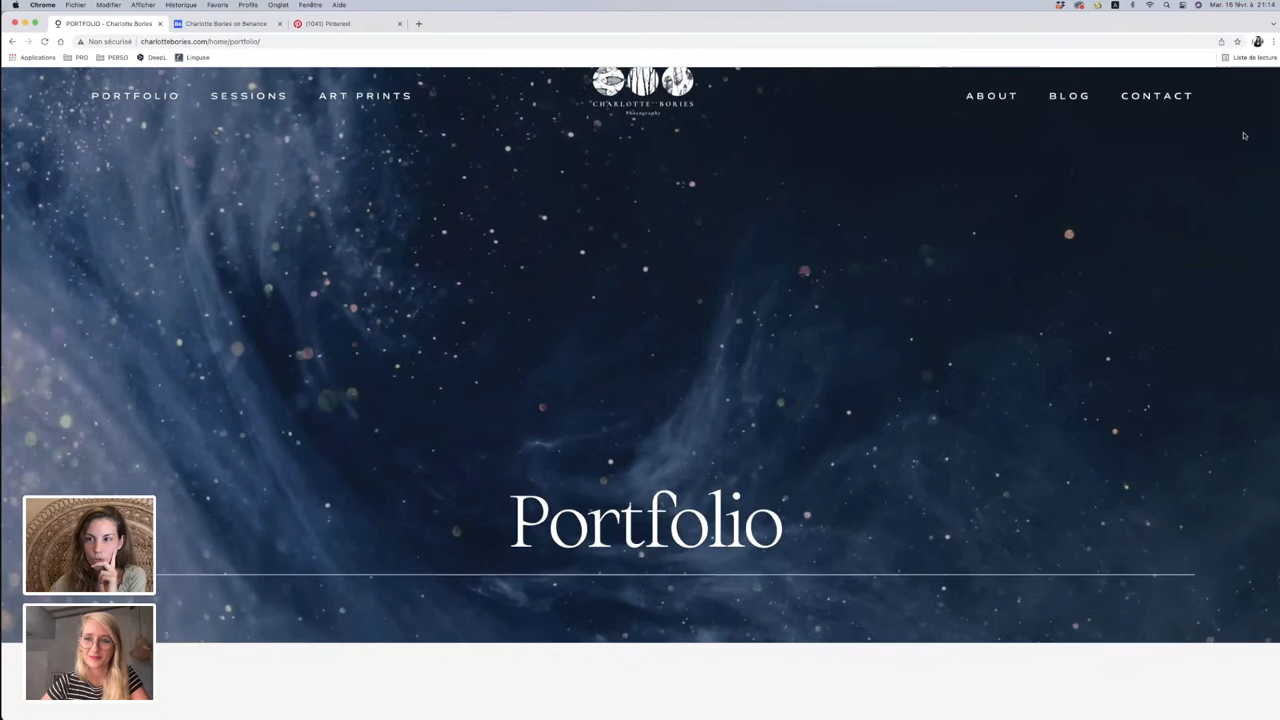 Chrome Fichier Modifier Afficher Historique Favoris Profils Onglet Fenêtre Aide Mar. 15 févr. à 21:14
PORTFOLIO - Charlotte Bories Charlotte Bories on Behance (1041) Pinterest
Non sécurisé charlottebories.com/home/portfolio/
Applications PRO PERSO DeepL Linguee Liste de lecture
PORTFOLIO SESSIONS ART PRINTS CHARLOTTE BORIES ABOUT BLOG CONTACT
Photography
Portfolio